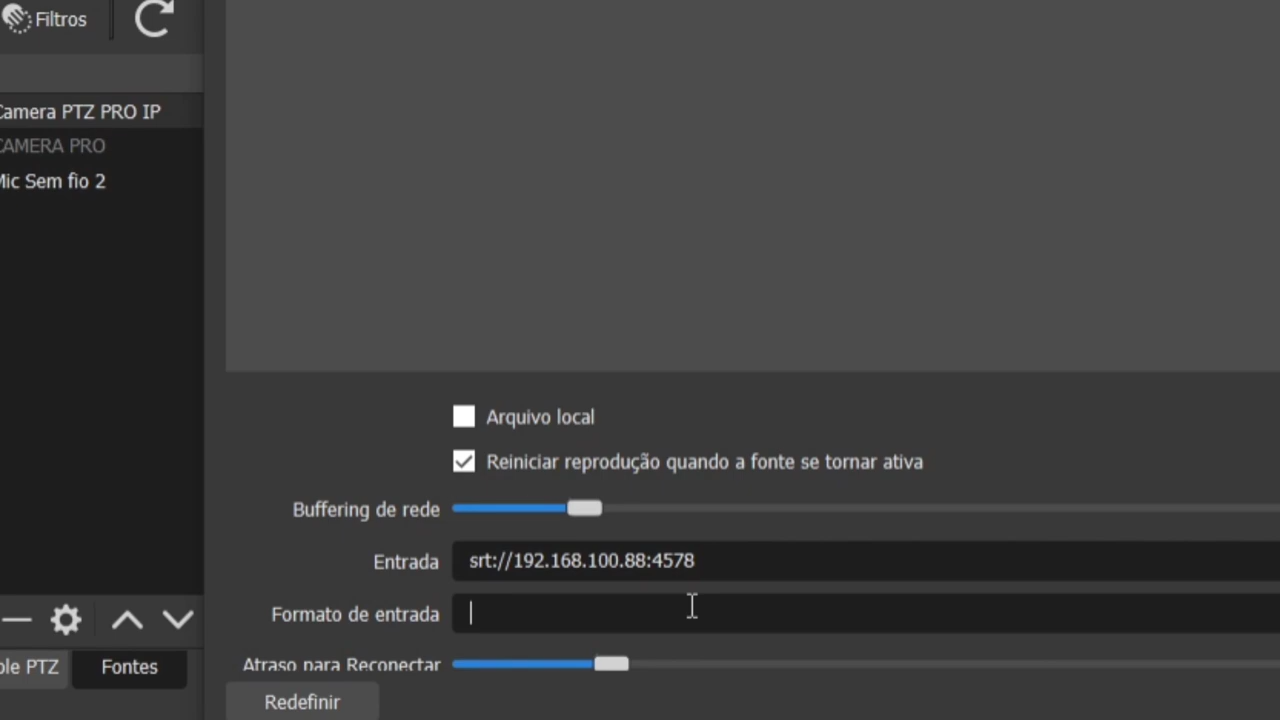 Filtros
Camera PTZ PRO IP
CAMERA PRO
Mic Sem fio 2
Arquivo local
Reiniciar reprodução quando a fonte se tornar ativa
Buffering de rede
Entrada srt://192.168.100.88:4578
Formato de entrada
Atraso para Reconectar
PTZ Fontes
Redefinir